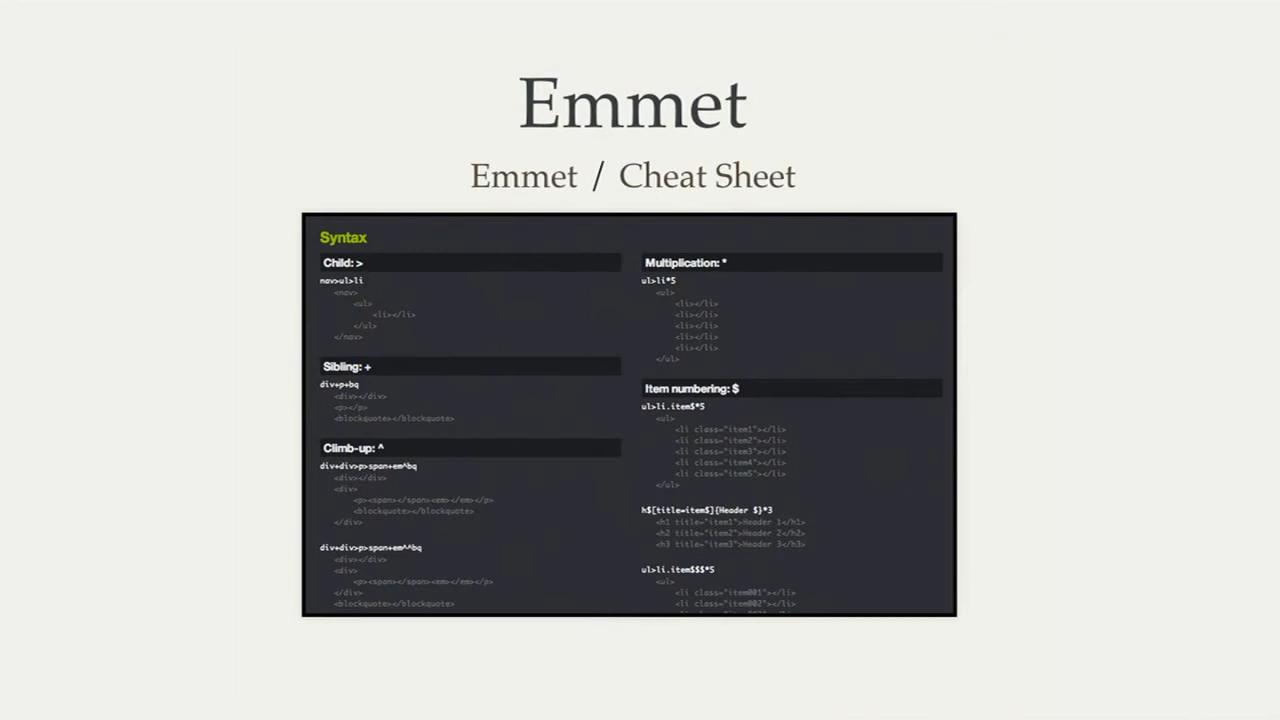 Emmet
Emmet / Cheat Sheet
Syntax
Child: >
nav>ul>li
<nav>
<ul>
<li></li>
</ul>
</nav>
Sibling: +
div+p+bq
<div></div>
<p></p>
<blockquote></blockquote>
Climb-up: ^
div+div>p>span+em^bq
<div></div>
<div>
<p><span></span><em></em></p>
<blockquote></blockquote>
</div>
div+div>p>span+em^^bq
<div></div>
<div>
<p><span></span><em></em></p>
</div>
<blockquote></blockquote>
Multiplication: *
ul>li*5
<ul>
<li></li>
<li></li>
<li></li>
<li></li>
<li></li>
</ul>
Item numbering: $
ul>li.item$*5
<ul>
<li class="item1"></li>
<li class="item2"></li>
<li class="item3"></li>
<li class="item4"></li>
<li class="item5"></li>
</ul>
h$[title=item$]{Header $}*3
<h1 title="item1">Header 1</h1>
<h2 title="item2">Header 2</h2>
<h3 title="item3">Header 3</h3>
ul>li.item$$$*5
<ul>
<li class="item001"></li>
<li class="item002"></li>